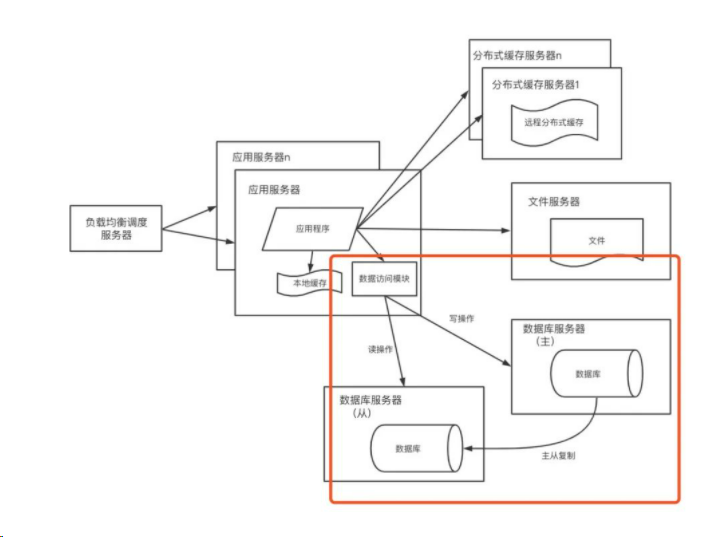 分布式缓存服务器n
分布式缓存服务器1
远程分布式缓存
应用服务器n
应用服务器
应用程序
本地缓存
负载均衡调度
服务器
文件服务器
文件
数据访问模块
写操作
读操作
数据库服务器
（主）
数据库
数据库服务器
（从）
数据库
主从复制